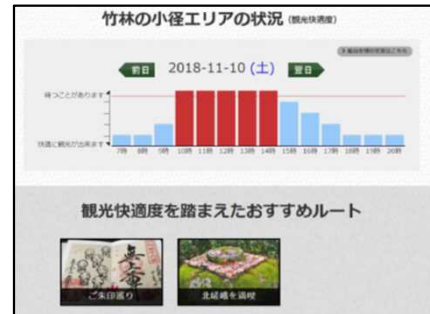 竹林の小径エリアの状況 (観光快適度)
前日 2018-11-10 (土) 翌日
待つことがあります
快適に観光が出来ます
7時 8時 9時 10時 11時 12時 13時 14時 15時 16時 17時 18時 19時 20時
観光快適度を踏まえたおすすめルート
ご朱印巡り
北嵯峨を満喫